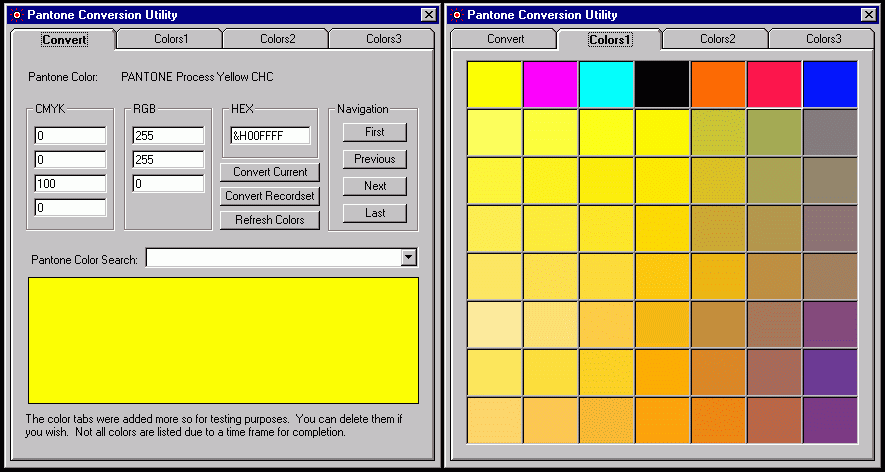 Pantone Conversion Utility
Convert
Colors1
Colors2
Colors3
Pantone Color:
PANTONE Process Yellow CHC
CMYK
0
0
100
0
RGB
255
255
0
HEX
&H00FFFF
Convert Current
Convert Recordset
Refresh Colors
Navigation
First
Previous
Next
Last
Pantone Color Search:
The color tabs were added more so for testing purposes. You can delete them if
you wish. Not all colors are listed due to a time frame for completion.
Pantone Conversion Utility
Convert
Colors1
Colors2
Colors3